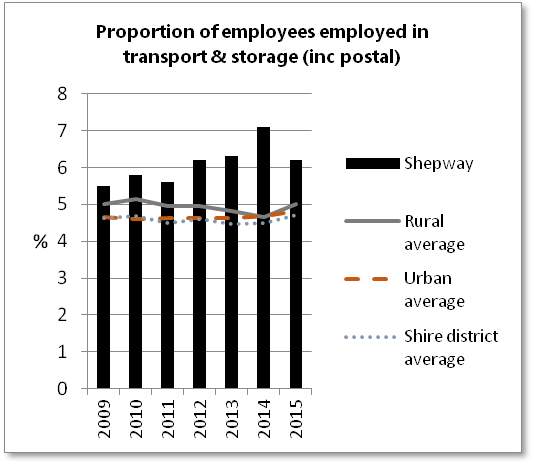 Proportion of employees employed in
transport & storage (inc postal)
8
7
6
5
4
3
2
1
0
%
2009
2010
2011
2012
2013
2014
2015
Shepway
Rural
average
Urban
average
Shire district
average